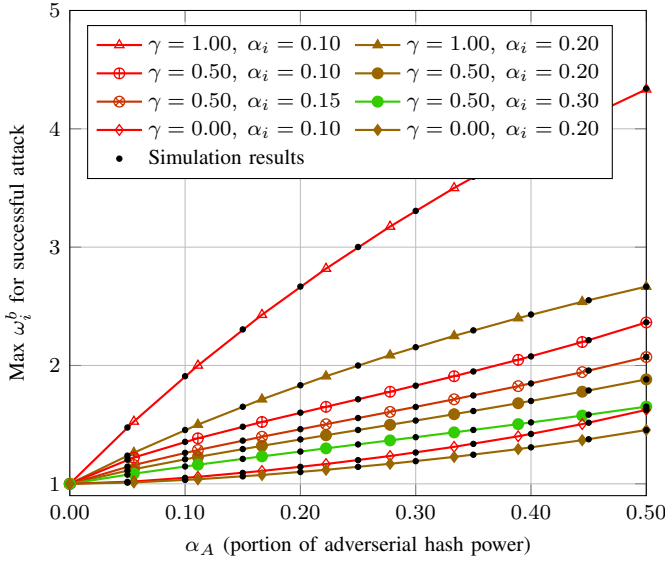 5
4
3
2
1
Max ω_i^b for successful attack
γ = 1.00, α_i = 0.10 γ = 1.00, α_i = 0.20
γ = 0.50, α_i = 0.10 γ = 0.50, α_i = 0.20
γ = 0.50, α_i = 0.15 γ = 0.50, α_i = 0.30
γ = 0.00, α_i = 0.10 γ = 0.00, α_i = 0.20
Simulation results
0.00 0.10 0.20 0.30 0.40 0.50
α_A (portion of adverserial hash power)